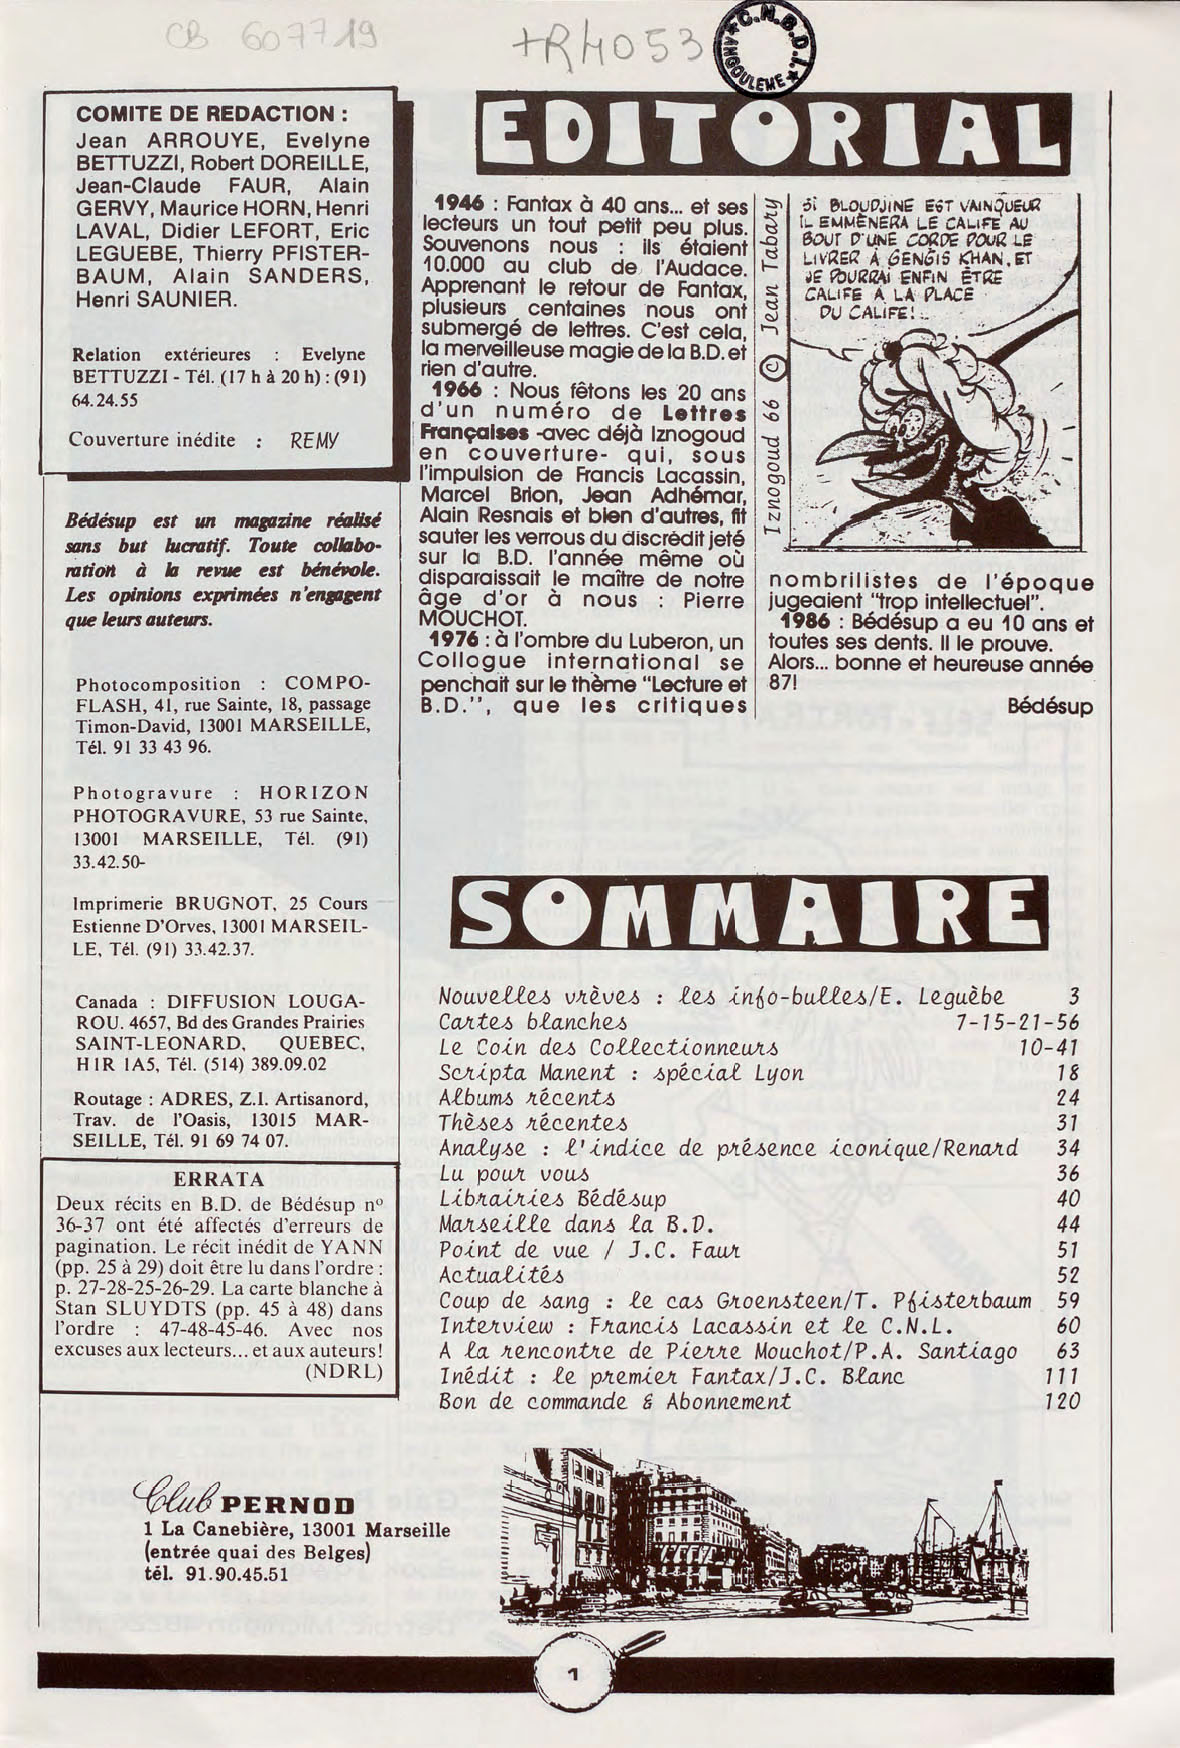 CB 607719
+R4053
C.N.B.D.I.
ANGOULEME
COMITE DE REDACTION :
Jean ARROUYE, Evelyne
BETTUZZI, Robert DOREILLE,
Jean-Claude FAUR, Alain
GERVY, Maurice HORN, Henri
LAVAL, Didier LEFORT, Eric
LEGUEBE, Thierry PFISTER-
BAUM, Alain SANDERS,
Henri SAUNIER.
Relation extérieures : Evelyne
BETTUZZI - Tél. (17 h à 20 h) : (91)
64.24.55
Couverture inédite : REMY
Bédésup est un magazine réalisé
sans but lucratif. Toute collabo-
ration à la revue est bénévole.
Les opinions exprimées n'engagent
que leurs auteurs.
Photocomposition : COMPO-
FLASH, 41, rue Sainte, 18, passage
Timon-David, 13001 MARSEILLE,
Tél. 91 33 43 96.
Photogravure : HORIZON
PHOTOGRAVURE, 53 rue Sainte,
13001 MARSEILLE, Tél. (91)
33.42.50-
Imprimerie BRUGNOT, 25 Cours
Estienne D'Orves, 13001 MARSEIL-
LE, Tél. (91) 33.42.37.
Canada : DIFFUSION LOUGA-
ROU. 4657, Bd des Grandes Prairies
SAINT-LEONARD, QUEBEC,
H1R 1A5, Tél. (514) 389.09.02
Routage : ADRES, Z.I. Artisanord,
Trav. de l'Oasis, 13015 MAR-
SEILLE, Tél. 91 69 74 07.
ERRATA
Deux récits en B.D. de Bédésup nº
36-37 ont été affectés d'erreurs de
pagination. Le récit inédit de YANN
(pp. 25 à 29) doit être lu dans l'ordre :
p. 27-28-25-26-29. La carte blanche à
Stan SLUYDTS (pp. 45 à 48) dans
l'ordre : 47-48-45-46. Avec nos
excuses aux lecteurs... et aux auteurs!
(NDRL)
EDITORIAL
1946 : Fantax à 40 ans... et ses
lecteurs un tout petit peu plus.
Souvenons nous : ils étaient
10.000 au club de l'Audace.
Apprenant le retour de Fantax,
plusieurs centaines nous ont
submergé de lettres. C'est cela,
la merveilleuse magie de la B.D. et
rien d'autre.
1966 : Nous fêtons les 20 ans
d'un numéro de Lettres
Françaises -avec déjà Iznogoud
en couverture- qui, sous
l'impulsion de Francis Lacassin,
Marcel Brion, Jean Adhémar,
Alain Resnais et bien d'autres, fit
sauter les verrous du discrédit jeté
sur la B.D. l'année même où
disparaissait le maître de notre
âge d'or à nous : Pierre
MOUCHOT.
1976 : à l'ombre du Luberon, un
Colloque international se
penchait sur le thème "Lecture et
B.D.", que les critiques
Iznogoud 66 © Jean Tabary
SI BLOUDJINE EST VAINQUEUR
IL EMMÈNERA LE CALIFE AU
BOUT D'UNE CORDE POUR LE
LIVRER À GENGIS KHAN, ET
JE POURRAI ENFIN ÊTRE
CALIFE A LA PLACE
DU CALIFE!...
nombrilistes de l'époque
jugeaient "trop intellectuel".
1986 : Bédésup a eu 10 ans et
toutes ses dents. Il le prouve.
Alors... bonne et heureuse année
87!
Bédésup
SOMMAIRE
Nouvelles vrèves : les info-bulles/E. Leguèbe 3
Cartes blanches 7-15-21-56
Le Coin des Collectionneurs 10-41
Scripta Manent : spécial Lyon 18
Albums récents 24
Thèses récentes 31
Analyse : l'indice de présence iconique/Renard 34
Lu pour vous 36
Librairies Bédésup 40
Marseille dans la B.D. 44
Point de vue / J.C. Faur 51
Actualités 52
Coup de sang : le cas Groensteen/T. Pfisterbaum 59
Interview : Francis Lacassin et le C.N.L. 60
A la rencontre de Pierre Mouchot/P.A. Santiago 63
Inédit : le premier Fantax/J.C. Blanc 111
Bon de commande & Abonnement 120
Club PERNOD
1 La Canebière, 13001 Marseille
(entrée quai des Belges)
tél. 91.90.45.51
1